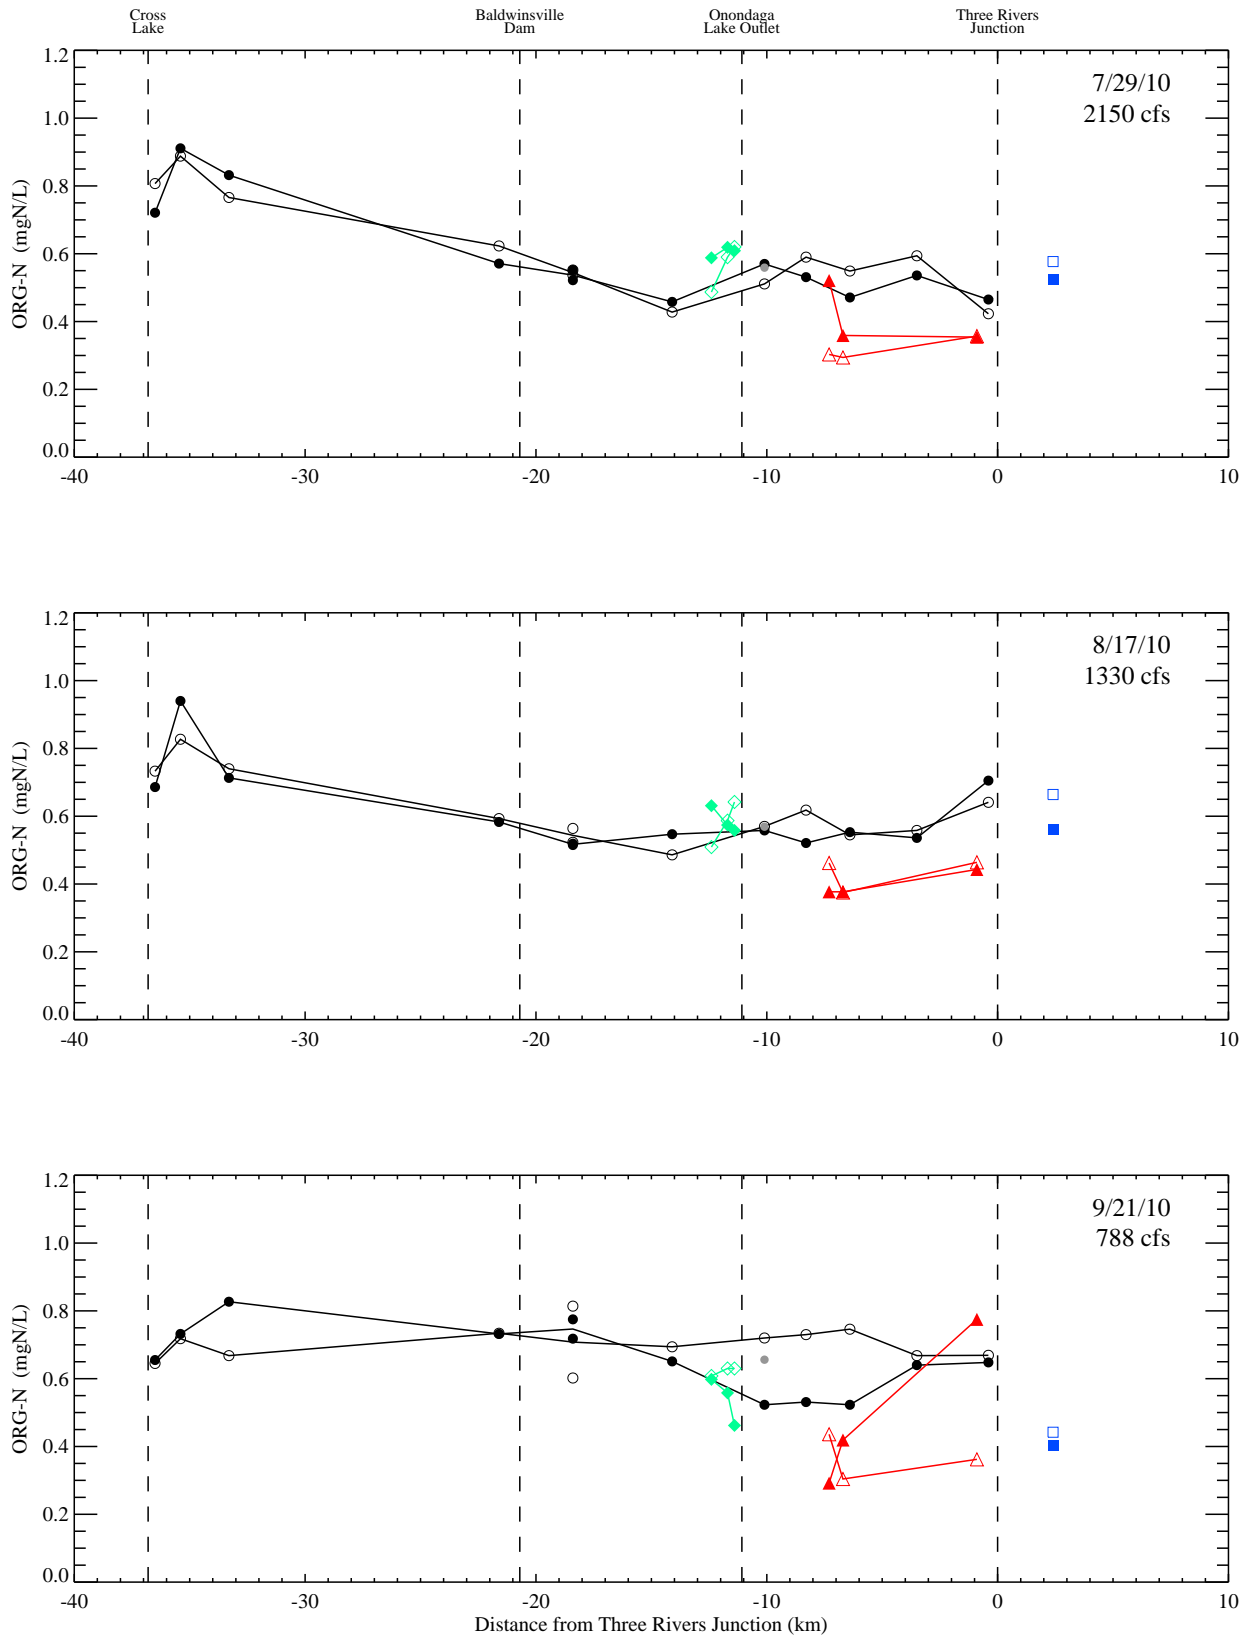 Cross Lake
Baldwinsville Dam
Onondaga Lake Outlet
Three Rivers Junction
7/29/10
2150 cfs
ORG-N (mgN/L)
1.2
1.0
0.8
0.6
0.4
0.2
0.0
-40 -30 -20 -10 0 10
8/17/10
1330 cfs
ORG-N (mgN/L)
1.2
1.0
0.8
0.6
0.4
0.2
0.0
-40 -30 -20 -10 0 10
9/21/10
788 cfs
ORG-N (mgN/L)
1.2
1.0
0.8
0.6
0.4
0.2
0.0
-40 -30 -20 -10 0 10
Distance from Three Rivers Junction (km)